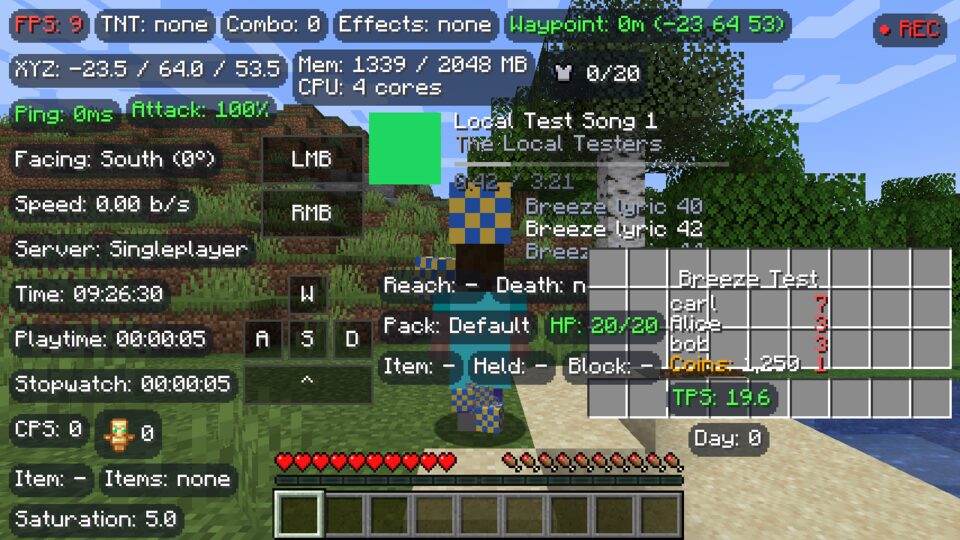 FPS: 9 TNT: none Combo: 0 Effects: none Waypoint: 0m (-23 64 53) REC
XYZ: -23.5 / 64.0 / 53.5 Mem: 1339 / 2048 MB
CPU: 4 cores
0/20
Ping: 0ms Attack: 100%
Local Test Song 1
The Local Testers
0:42 / 3:21
Facing: South (0°) LMB
Speed: 0.00 b/s RMB
Breeze lyric 40
Breeze lyric 42
Breeze
Server: Singleplayer
Breeze Test
Reach: - Death: n
Time: 09:26:30 W
carl 7
Alice 3
Pack: Default HP: 20/20
Playtime: 00:00:05 A S D
bob 3
Coins: 1,250 1
Item: - Held: - Block: -
Stopwatch: 00:00:05 ^
TPS: 19.6
CPS: 0 0
Day: 0
Item: - Items: none
Saturation: 5.0